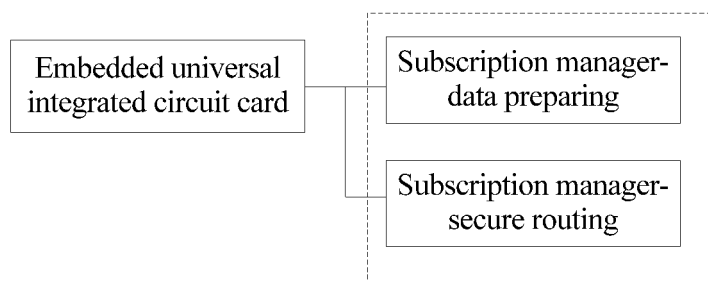 Embedded universal
integrated circuit card
Subscription manager-
data preparing
Subscription manager-
secure routing